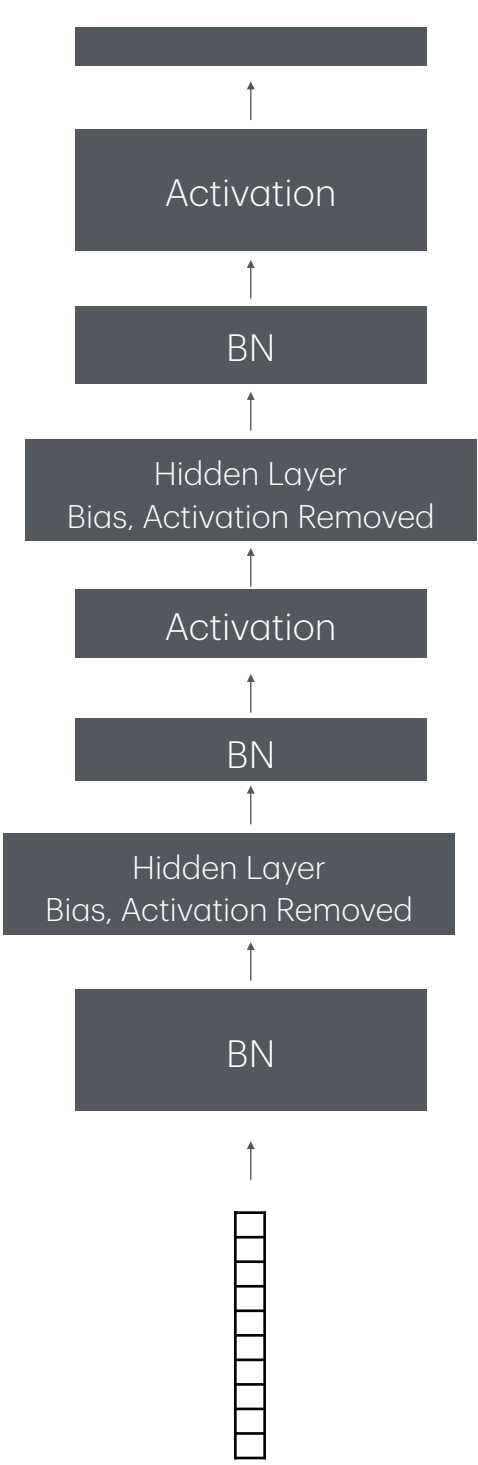 Activation
BN
Hidden Layer
Bias, Activation Removed
Activation
BN
Hidden Layer
Bias, Activation Removed
BN